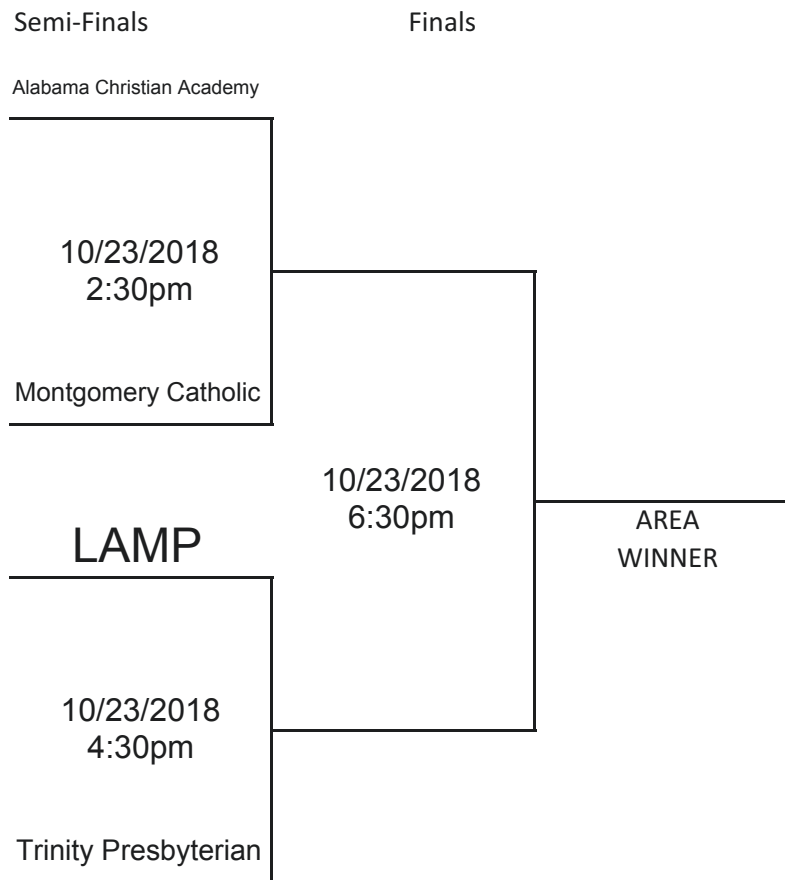 Semi-Finals
Finals
Alabama Christian Academy
10/23/2018
2:30pm
Montgomery Catholic
10/23/2018
6:30pm
AREA
WINNER
LAMP
10/23/2018
4:30pm
Trinity Presbyterian